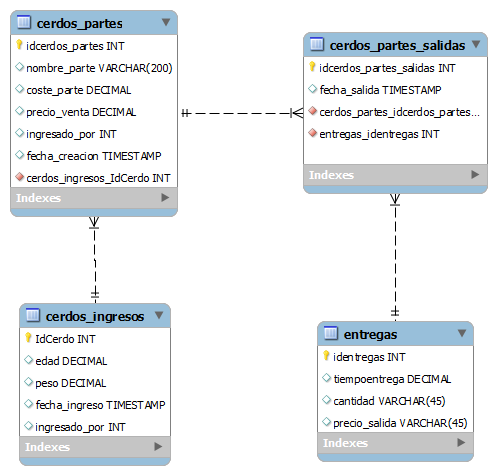 cerdos_partes
idcerdos_partes INT
nombre_parte VARCHAR(200)
coste_parte DECIMAL
precio_venta DECIMAL
ingresado_por INT
fecha_creacion TIMESTAMP
cerdos_ingresos_IdCerdo INT
Indexes
cerdos_partes_salidas
idcerdos_partes_salidas INT
fecha_salida TIMESTAMP
cerdos_partes_idcerdos_partes...
entregas_identregas INT
Indexes
cerdos_ingresos
IdCerdo INT
edad DECIMAL
peso DECIMAL
fecha_ingreso TIMESTAMP
ingresado_por INT
Indexes
entregas
identregas INT
tiempoentrega DECIMAL
cantidad VARCHAR(45)
precio_salida VARCHAR(45)
Indexes